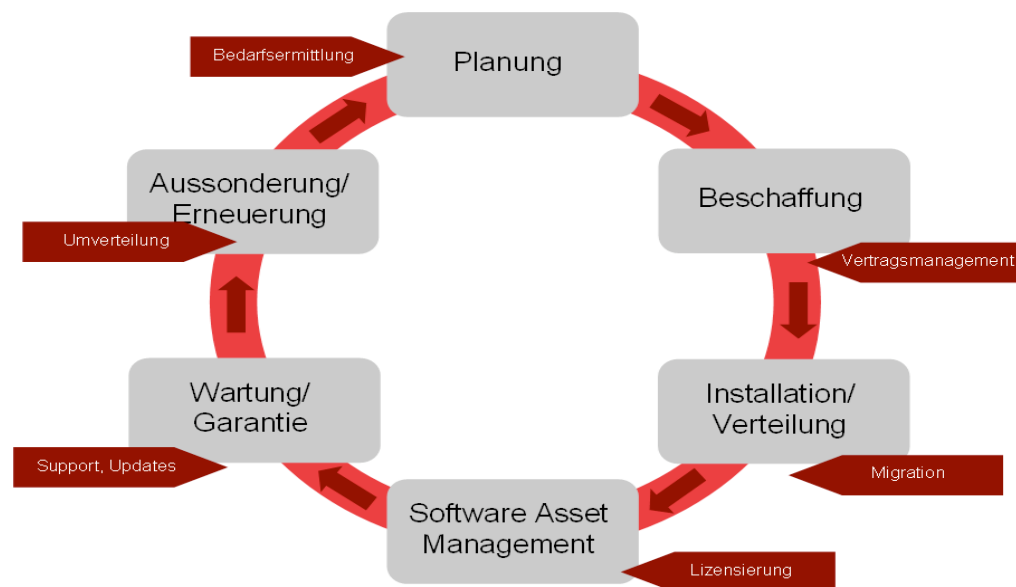 Bedarfsermittlung
Planung
Beschaffung
Vertragsmanagement
Installation/
Verteilung
Migration
Software Asset
Management
Lizensierung
Wartung/
Garantie
Support, Updates
Aussonderung/
Erneuerung
Umverteilung